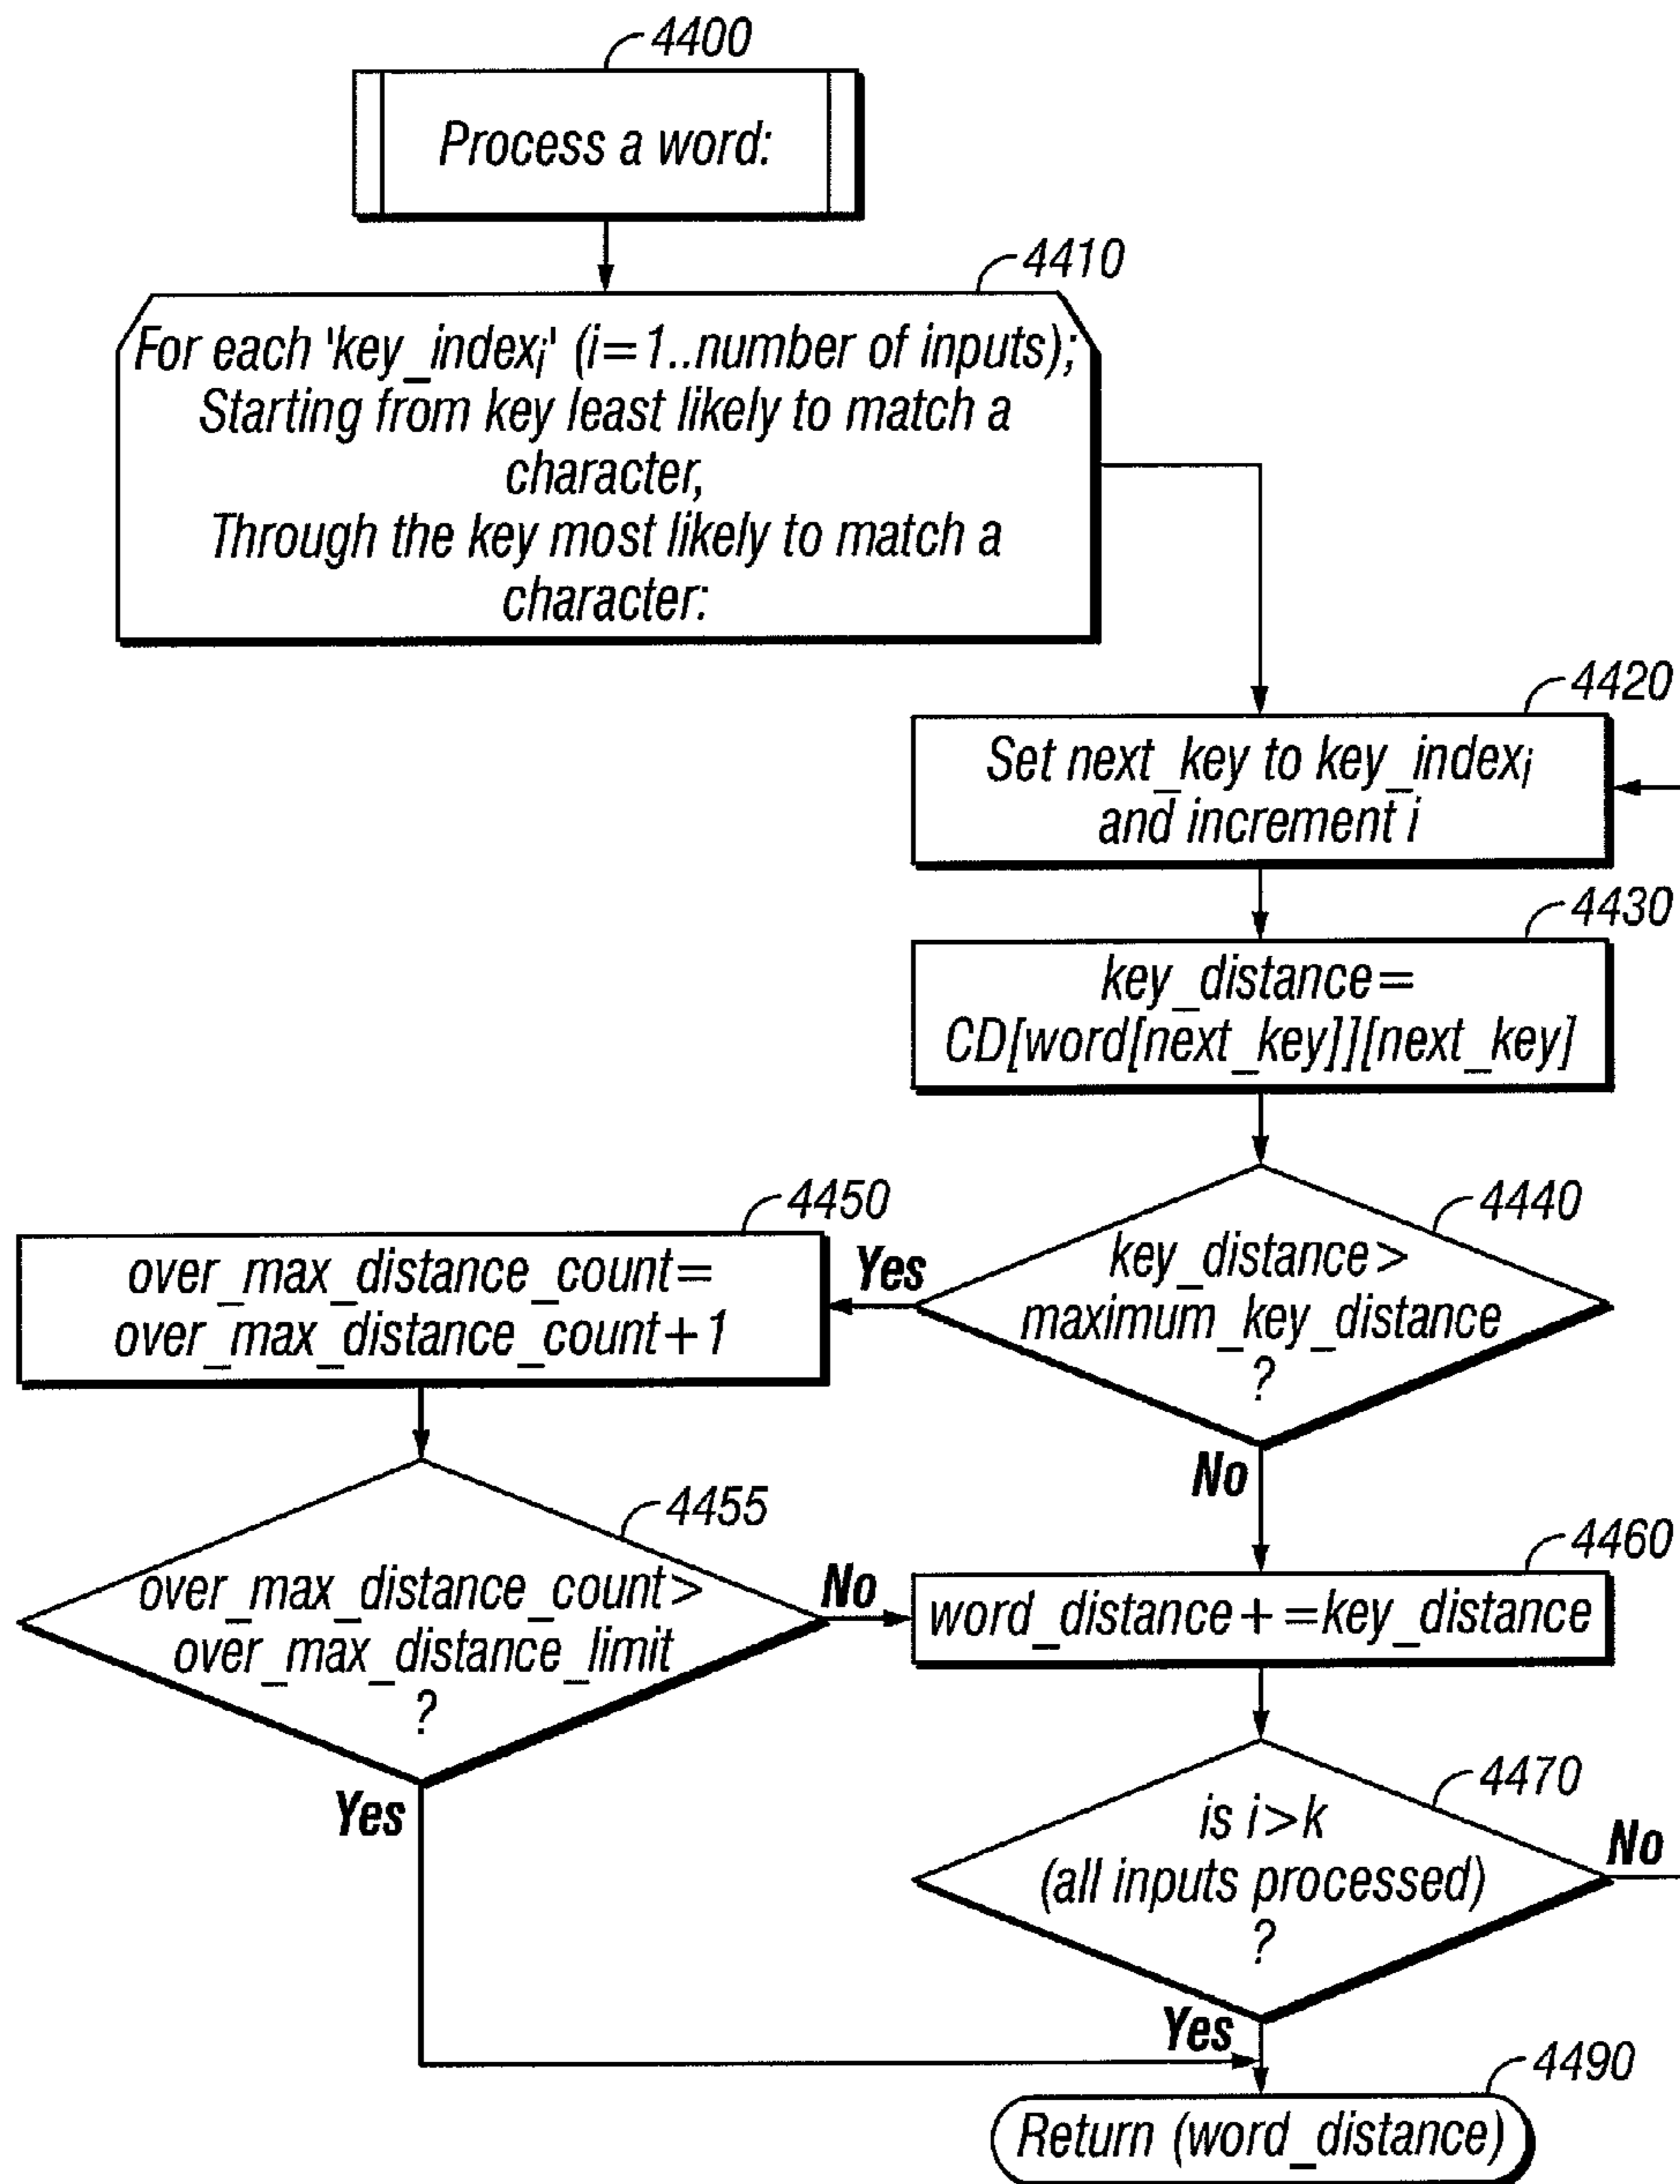 4400
Process a word:
4410
For each 'key_indexi' (i=1..number of inputs);
Starting from key least likely to match a
character,
Through the key most likely to match a
character:
4420
Set next_key to key_indexi
and increment i
4430
key_distance=
CD[word[next_key]][next_key]
4440
key_distance>
maximum_key_distance
?
Yes
No
4450
over_max_distance_count=
over_max_distance_count+1
4455
over_max_distance_count>
over_max_distance_limit
?
No
Yes
4460
word_distance+=key_distance
4470
is i>k
(all inputs processed)
?
No
Yes
4490
Return (word_distance)